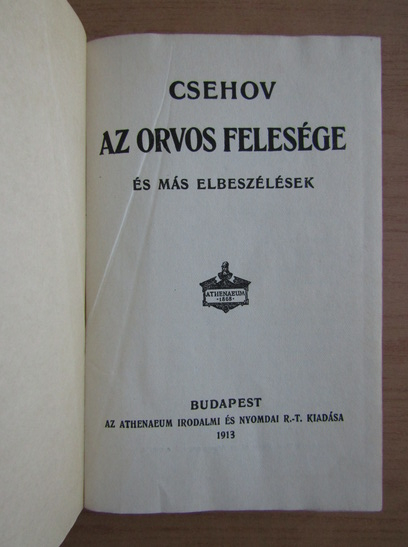 CSEHOV
AZ ORVOS FELESÉGE
ÉS MÁS ELBESZÉLÉSEK
ATHENAEUM
1868
BUDAPEST
AZ ATHENAEUM IRODALMI ÉS NYOMDAI R.-T. KIADÁSA
1913